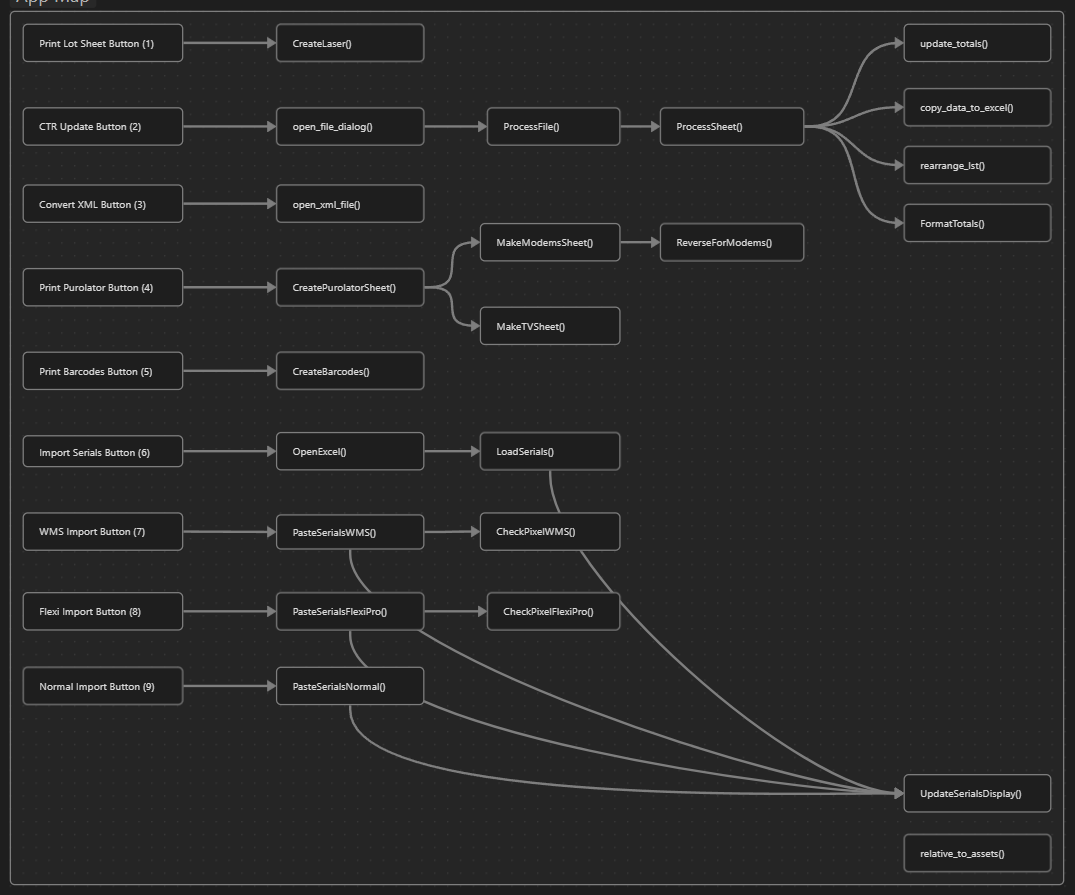 App Map
Print Lot Sheet Button (1)
CreateLaser()
update_totals()
copy_data_to_excel()
CTR Update Button (2)
open_file_dialog()
ProcessFile()
ProcessSheet()
rearrange_lst()
Convert XML Button (3)
open_xml_file()
FormatTotals()
MakeModemsSheet()
ReverseForModems()
Print Purolator Button (4)
CreatePurolatorSheet()
MakeTVSheet()
Print Barcodes Button (5)
CreateBarcodes()
Import Serials Button (6)
OpenExcel()
LoadSerials()
WMS Import Button (7)
PasteSerialsWMS()
CheckPixelWMS()
Flexi Import Button (8)
PasteSerialsFlexiPro()
CheckPixelFlexiPro()
Normal Import Button (9)
PasteSerialsNormal()
UpdateSerialsDisplay()
relative_to_assets()